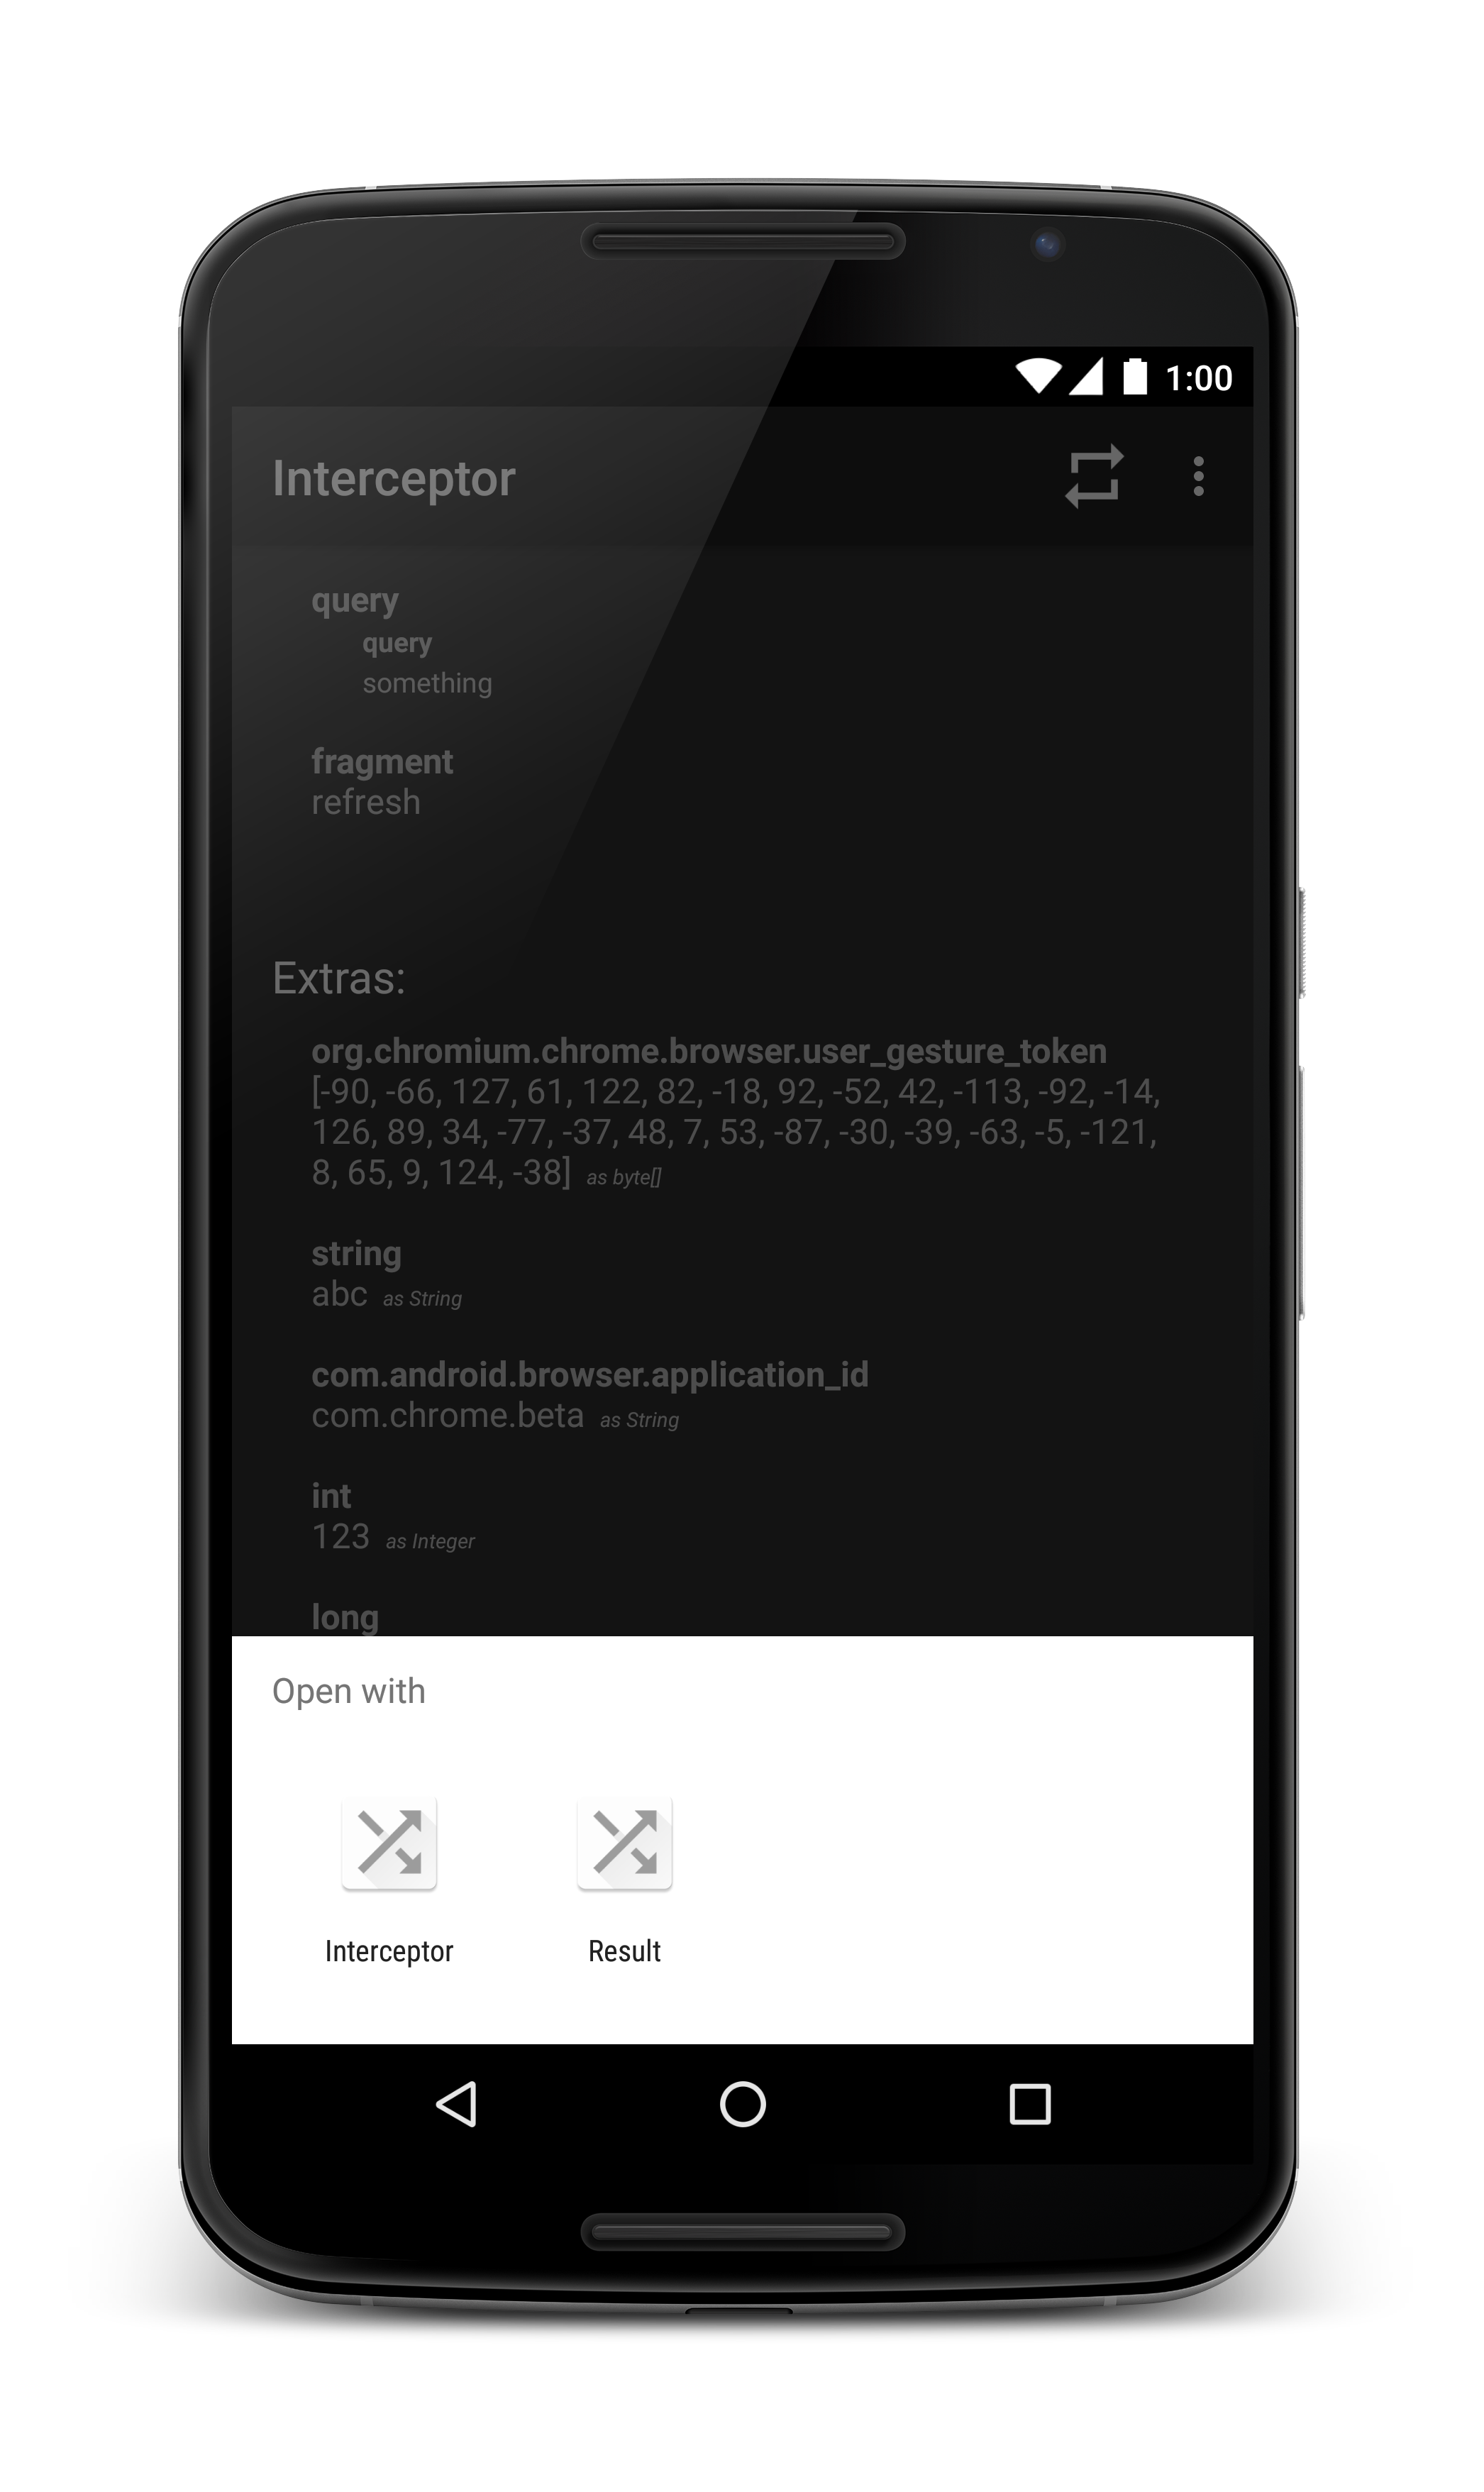 1:00
Interceptor
query
query
something
fragment
refresh
Extras:
org.chromium.chrome.browser.user_gesture_token
[-90, -66, 127, 61, 122, 82, -18, 92, -52, 42, -113, -92, -14,
126, 89, 34, -77, -37, 48, 7, 53, -87, -30, -39, -63, -5, -121,
8, 65, 9, 124, -38] as byte[]
string
abc as String
com.android.browser.application_id
com.chrome.beta as String
int
123 as Integer
long
Open with
Interceptor Result